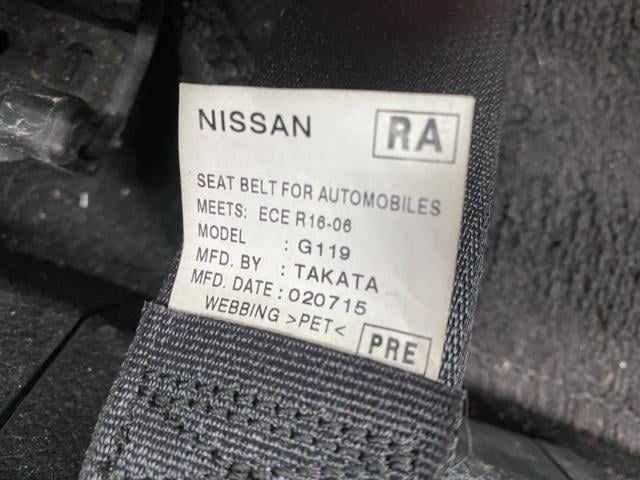 NISSAN RA
SEAT BELT FOR AUTOMOBILES
MEETS: ECE R16-06
MODEL : G119
MFD. BY : TAKATA
MFD. DATE : 020715
WEBBING >PET< PRE